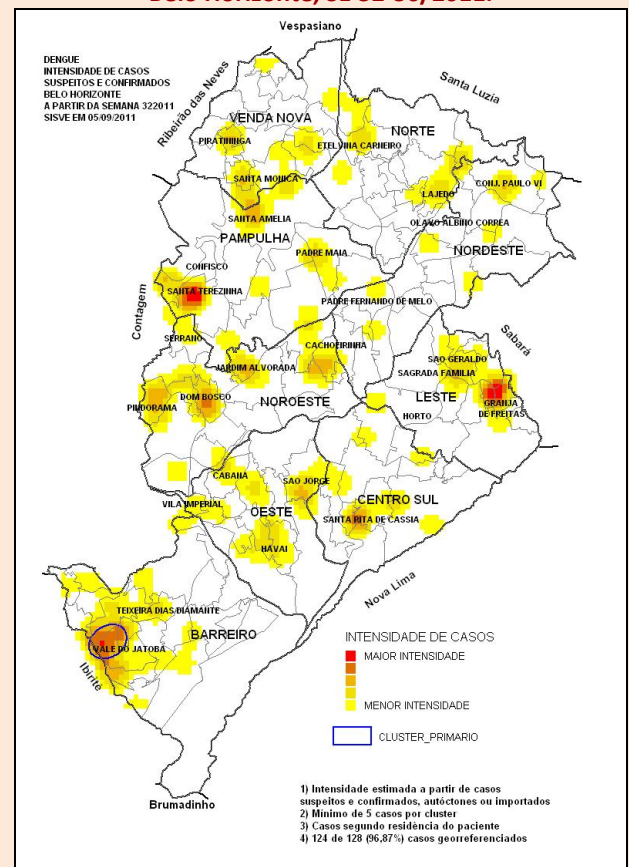 Vespasiano
DENGUE
INTENSIDADE DE CASOS
SUSPEITOS E CONFIRMADOS
BELO HORIZONTE
A PARTIR DA SEMANA 322011
SISVE EM 05/09/2011
Ribeirão das Neves
Santa Luzia
VENDA NOVA
NORTE
PIRATININGA
ETELVINA CARNEIRO
SANTA MONICA
LAJEDO
CONJ. PAULO VI
SANTA AMELIA
OLAVO ALBINO CORREA
PAMPULHA
NORDESTE
PADRE MAIA
CONFISCO
SANTA TEREZINHA
PADRE FERNANDO DE MELO
Contagem
SERRANO
Sabará
CACHOEIRINHA
SAO GERALDO
JARDIM ALVORADA
SAGRADA FAMILIA
DOM BOSCO
LESTE
PINDORAMA
NOROESTE
GRANJA
DE FREITAS
HORTO
CABANA
SAO JORGE
CENTRO SUL
VILA IMPERIAL
OESTE
SANTA RITA DE CASSIA
HAVAI
Nova Lima
TEIXEIRA DIAS/DIAMANTE
BARREIRO
VALE DO JATOBA
Ibirité
INTENSIDADE DE CASOS
MAIOR INTENSIDADE
MENOR INTENSIDADE
CLUSTER_PRIMARIO
Brumadinho
1) Intensidade estimada a partir de casos
suspeitos e confirmados, autóctones ou importados
2) Mínimo de 5 casos por cluster
3) Casos segundo residência do paciente
4) 124 de 128 (96,87%) casos georreferenciados